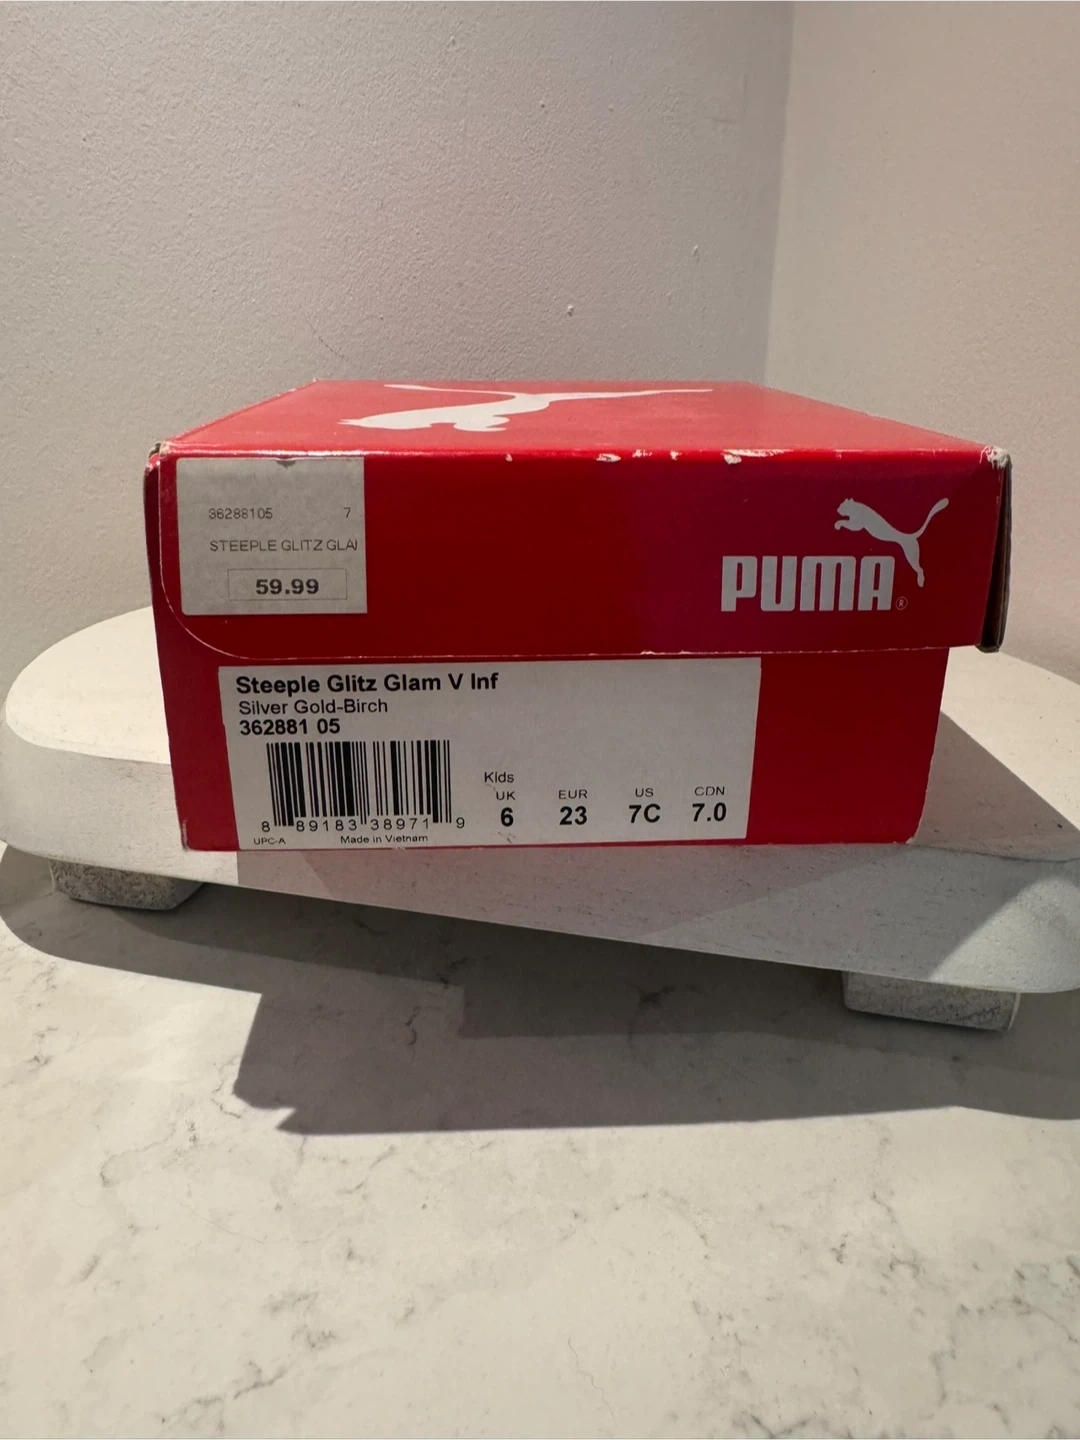 36288105 7
STEEPLE GLITZ GLA
59.99
PUMA®
Steeple Glitz Glam V Inf
Silver Gold-Birch
362881 05
Kids
UK EUR US CDN
6 23 7C 7.0
8 89183 38971 9
UPC-A Made in Vietnam